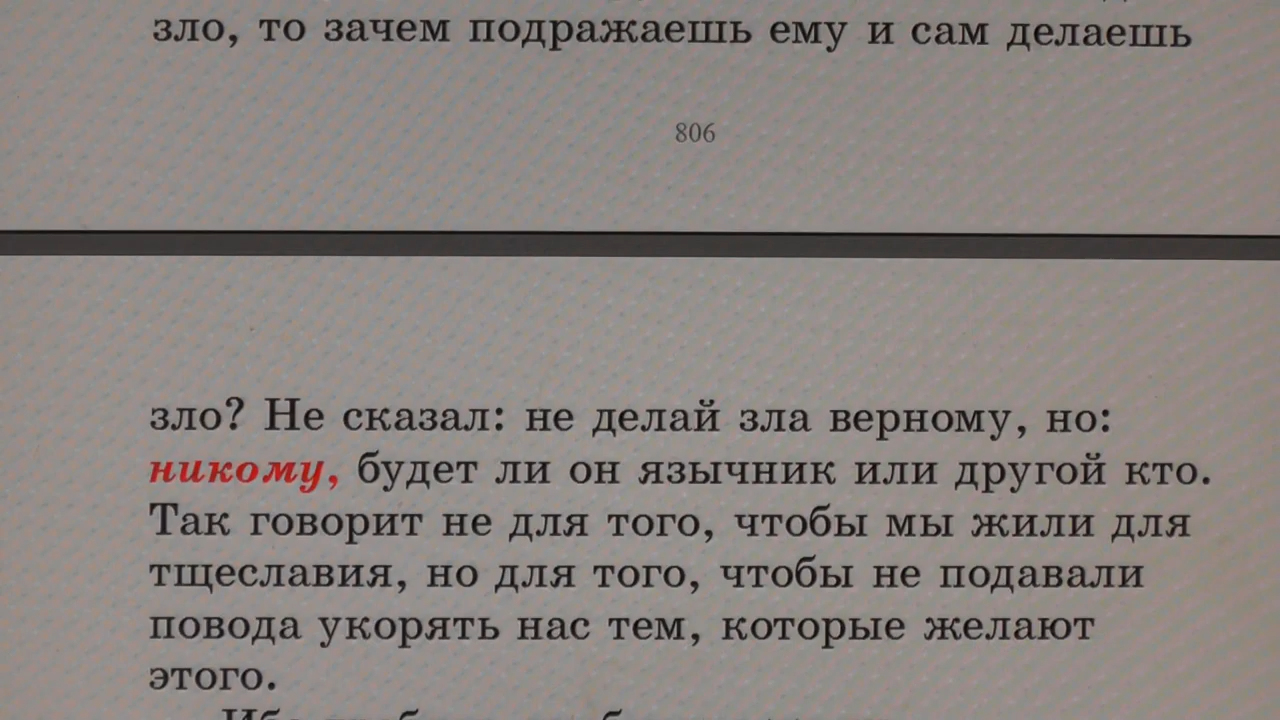 зло, то зачем подражаешь ему и сам делаешь
806
зло? Не сказал: не делай зла верному, но:
никому, будет ли он язычник или другой кто.
Так говорит не для того, чтобы мы жили для
тщеславия, но для того, чтобы не подавали
повода укорять нас тем, которые желают
этого.